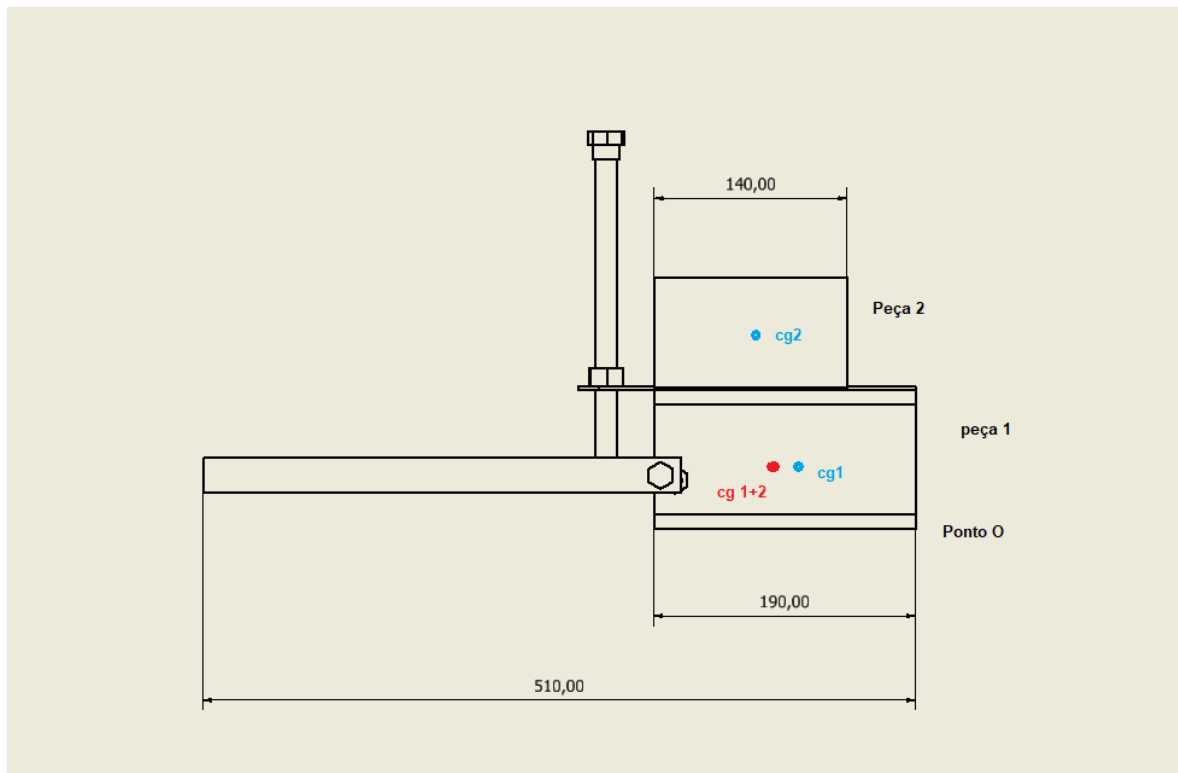 140,00
Peça 2
cg2
peça 1
cg1
cg 1+2
Ponto O
190,00
510,00